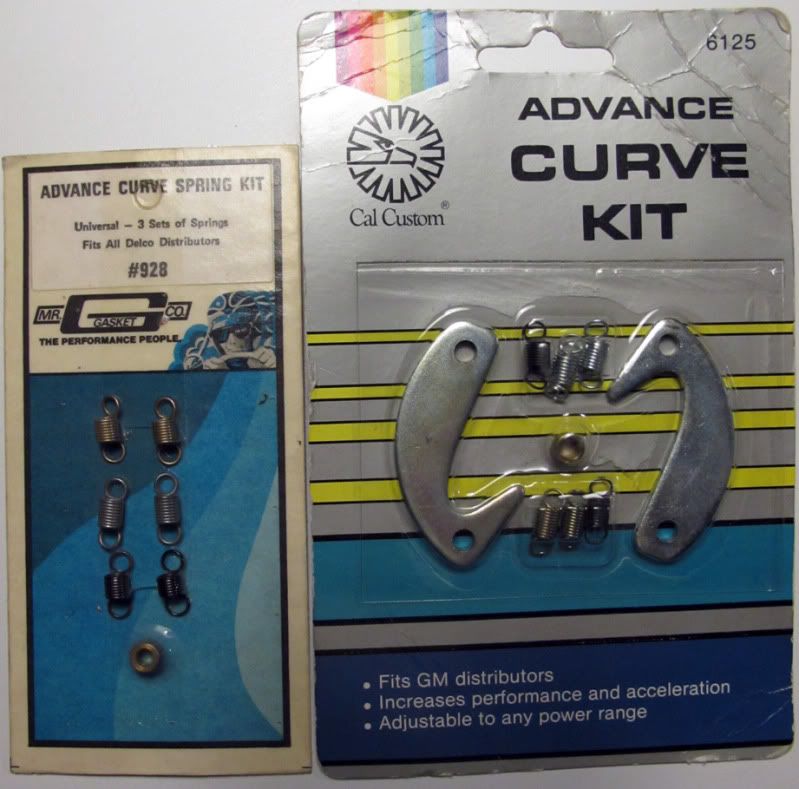 ADVANCE CURVE SPRING KIT
Universal — 3 Sets of Springs
Fits All Delco Distributors
#928
MR. G CO.
GASKET
THE PERFORMANCE PEOPLE.
6125
ADVANCE
CURVE
KIT
Cal Custom®
• Fits GM distributors
• Increases performance and acceleration
• Adjustable to any power range